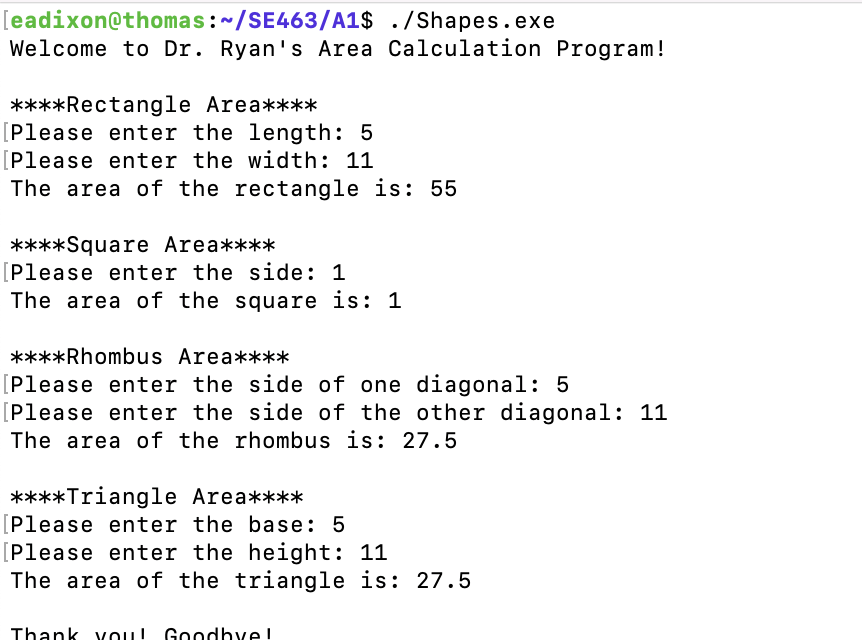 [eadixon@thomas:~/SE463/A1$ ./Shapes.exe
Welcome to Dr. Ryan's Area Calculation Program!
****Rectangle Area****
[Please enter the length: 5
[Please enter the width: 11
The area of the rectangle is: 55
****Square Area****
[Please enter the side: 1
The area of the square is: 1
****Rhombus Area****
[Please enter the side of one diagonal: 5
[Please enter the side of the other diagonal: 11
The area of the rhombus is: 27.5
****Triangle Area****
[Please enter the base: 5
[Please enter the height: 11
The area of the triangle is: 27.5
Thank you! Goodbye!